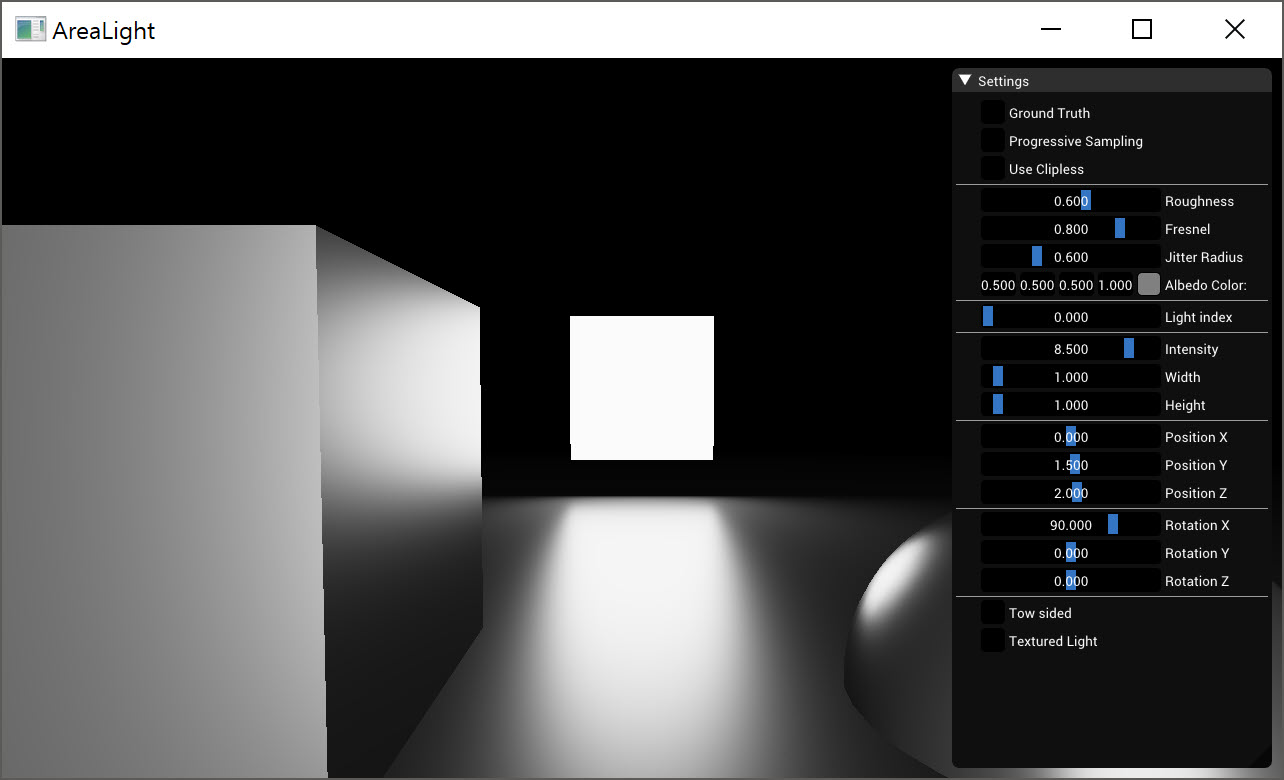 AreaLight
Settings
Ground Truth
Progressive Sampling
Use Clipless
0.600 Roughness
0.800 Fresnel
0.600 Jitter Radius
0.500 0.500 0.500 1.000 Albedo Color:
0.000 Light index
8.500 Intensity
1.000 Width
1.000 Height
0.000 Position X
1.500 Position Y
2.000 Position Z
90.000 Rotation X
0.000 Rotation Y
0.000 Rotation Z
Tow sided
Textured Light